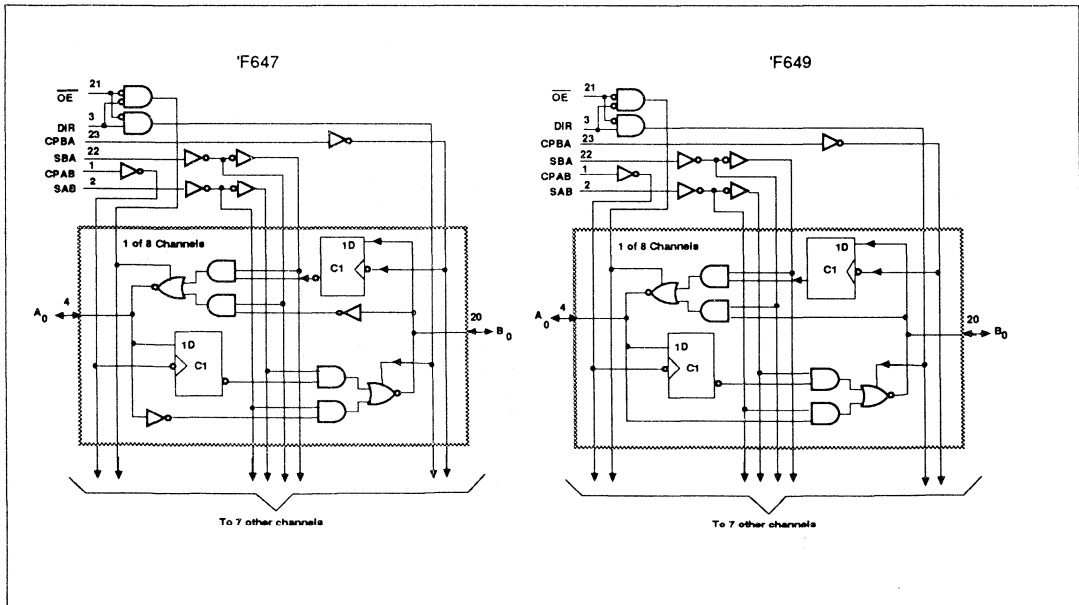 'F647
21
OE
3
DIR
23
CPBA
22
SBA
1
CPAB
2
SAB
1 of 8 Channels
1D
C1
4
A0
20
B0
1D
C1
To 7 other channels
'F649
21
OE
3
DIR
23
CPBA
22
SBA
1
CPAB
2
SAB
1 of 8 Channels
1D
C1
4
A0
20
B0
1D
C1
To 7 other channels